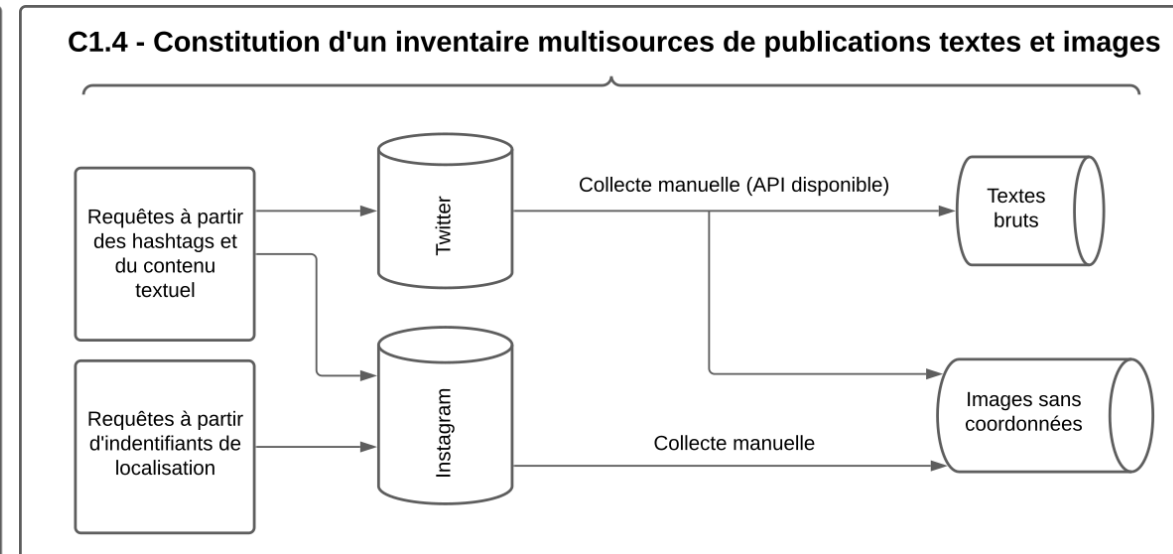 C1.4 - Constitution d'un inventaire multisources de publications textes et images
Requêtes à partir
des hashtags et
du contenu
textuel
Twitter
Collecte manuelle (API disponible)
Textes
bruts
Requêtes à partir
d'indentifiants de
localisation
Instagram
Collecte manuelle
Images sans
coordonnées